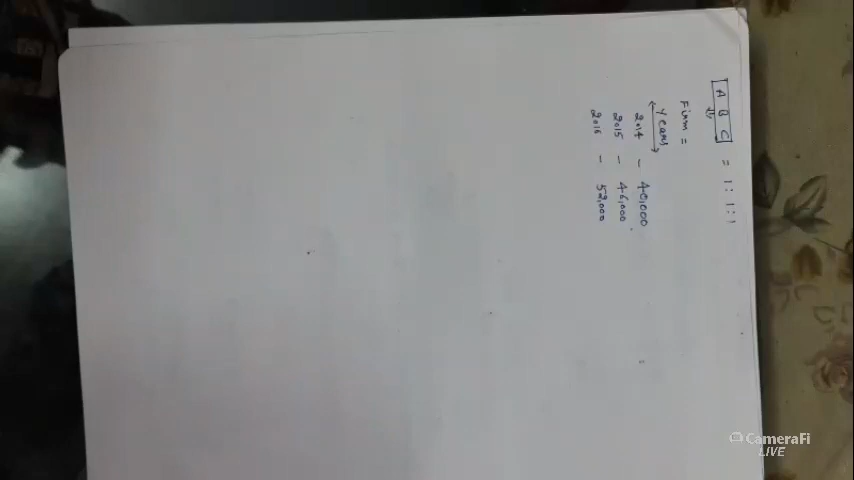 A B C = 1 : 1 : 1
Firm =
Years
2014 - 40,000
2015 - 46,000
2016 - 52,000
CameraFi
LIVE